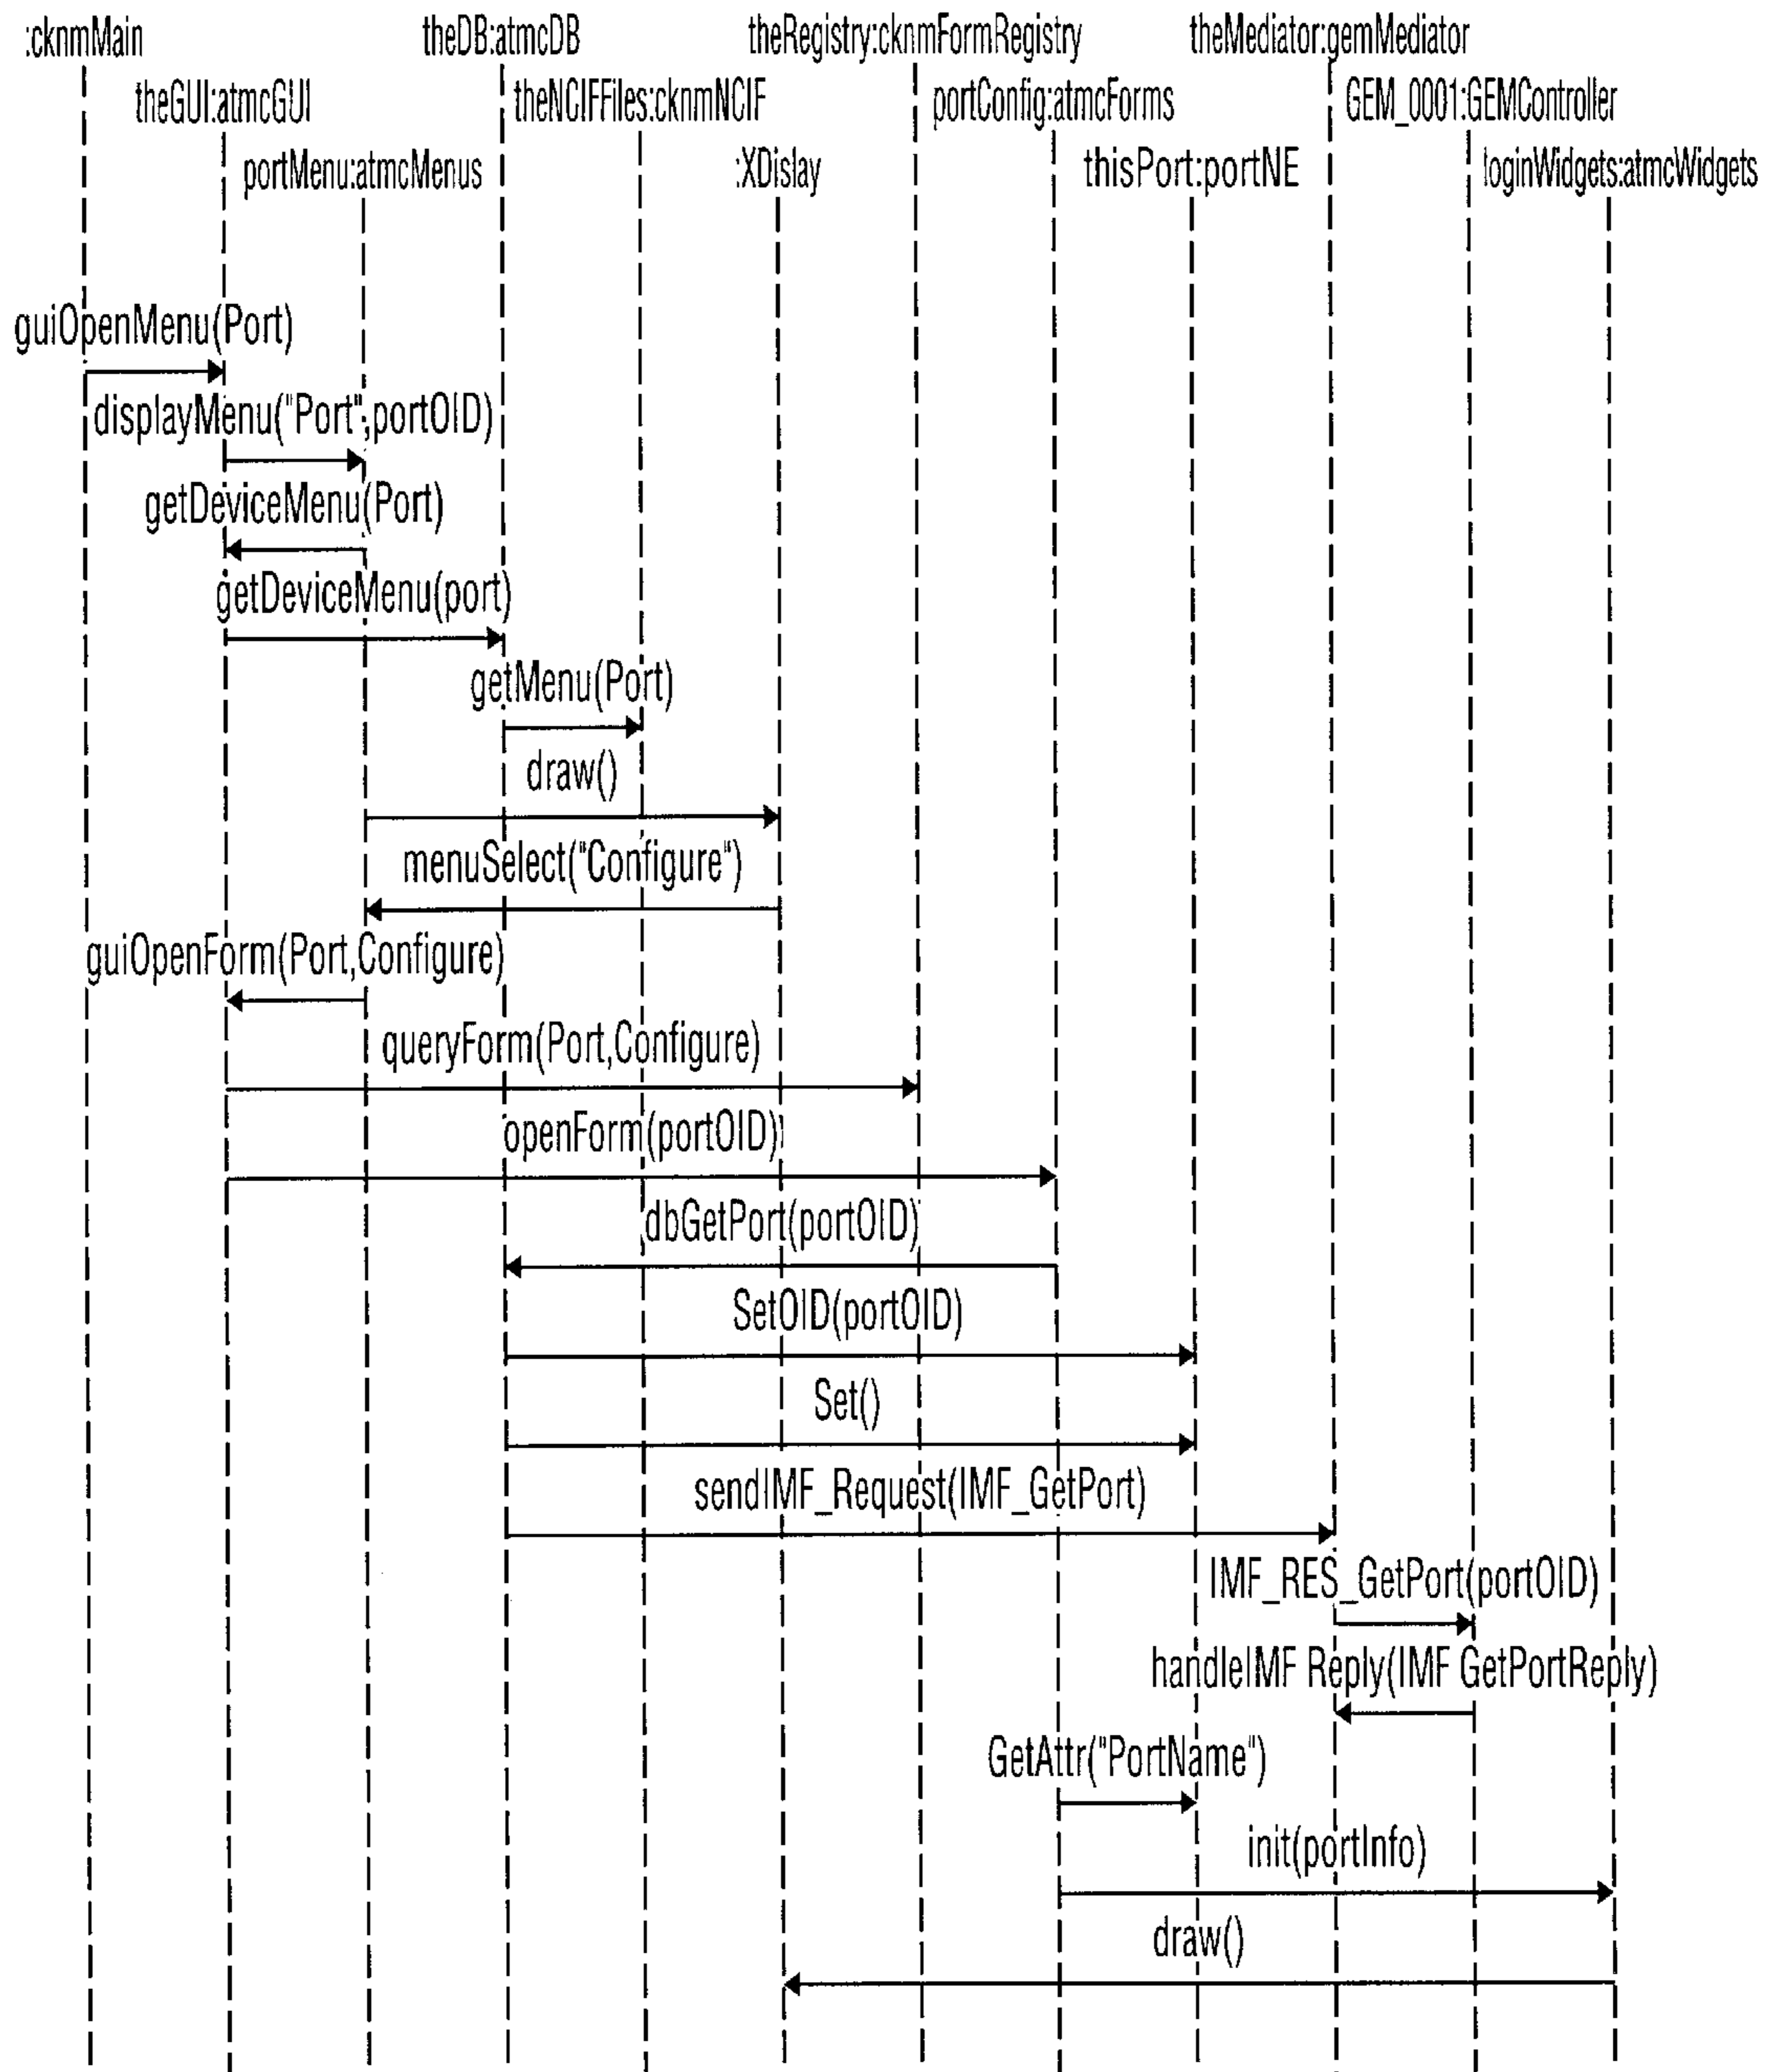 :cknmMain theDB:atmcDB theRegistry:cknmFormRegistry theMediator:gemMediator
theGUI:atmcGUI theNCIFFiles:cknmNCIF portConfig:atmcForms GEM_0001:GEMController
portMenu:atmcMenus :XDislay thisPort:portNE loginWidgets:atmcWidgets
guiOpenMenu(Port)
displayMenu("Port",portOID)
getDeviceMenu(Port)
getDeviceMenu(port)
getMenu(Port)
draw()
menuSelect("Configure")
guiOpenForm(Port,Configure)
queryForm(Port,Configure)
openForm(portOID)
dbGetPort(portOID)
SetOID(portOID)
Set()
sendIMF_Request(IMF_GetPort)
IMF_RES_GetPort(portOID)
handleIMF Reply(IMF GetPortReply)
GetAttr("PortName")
init(portInfo)
draw()